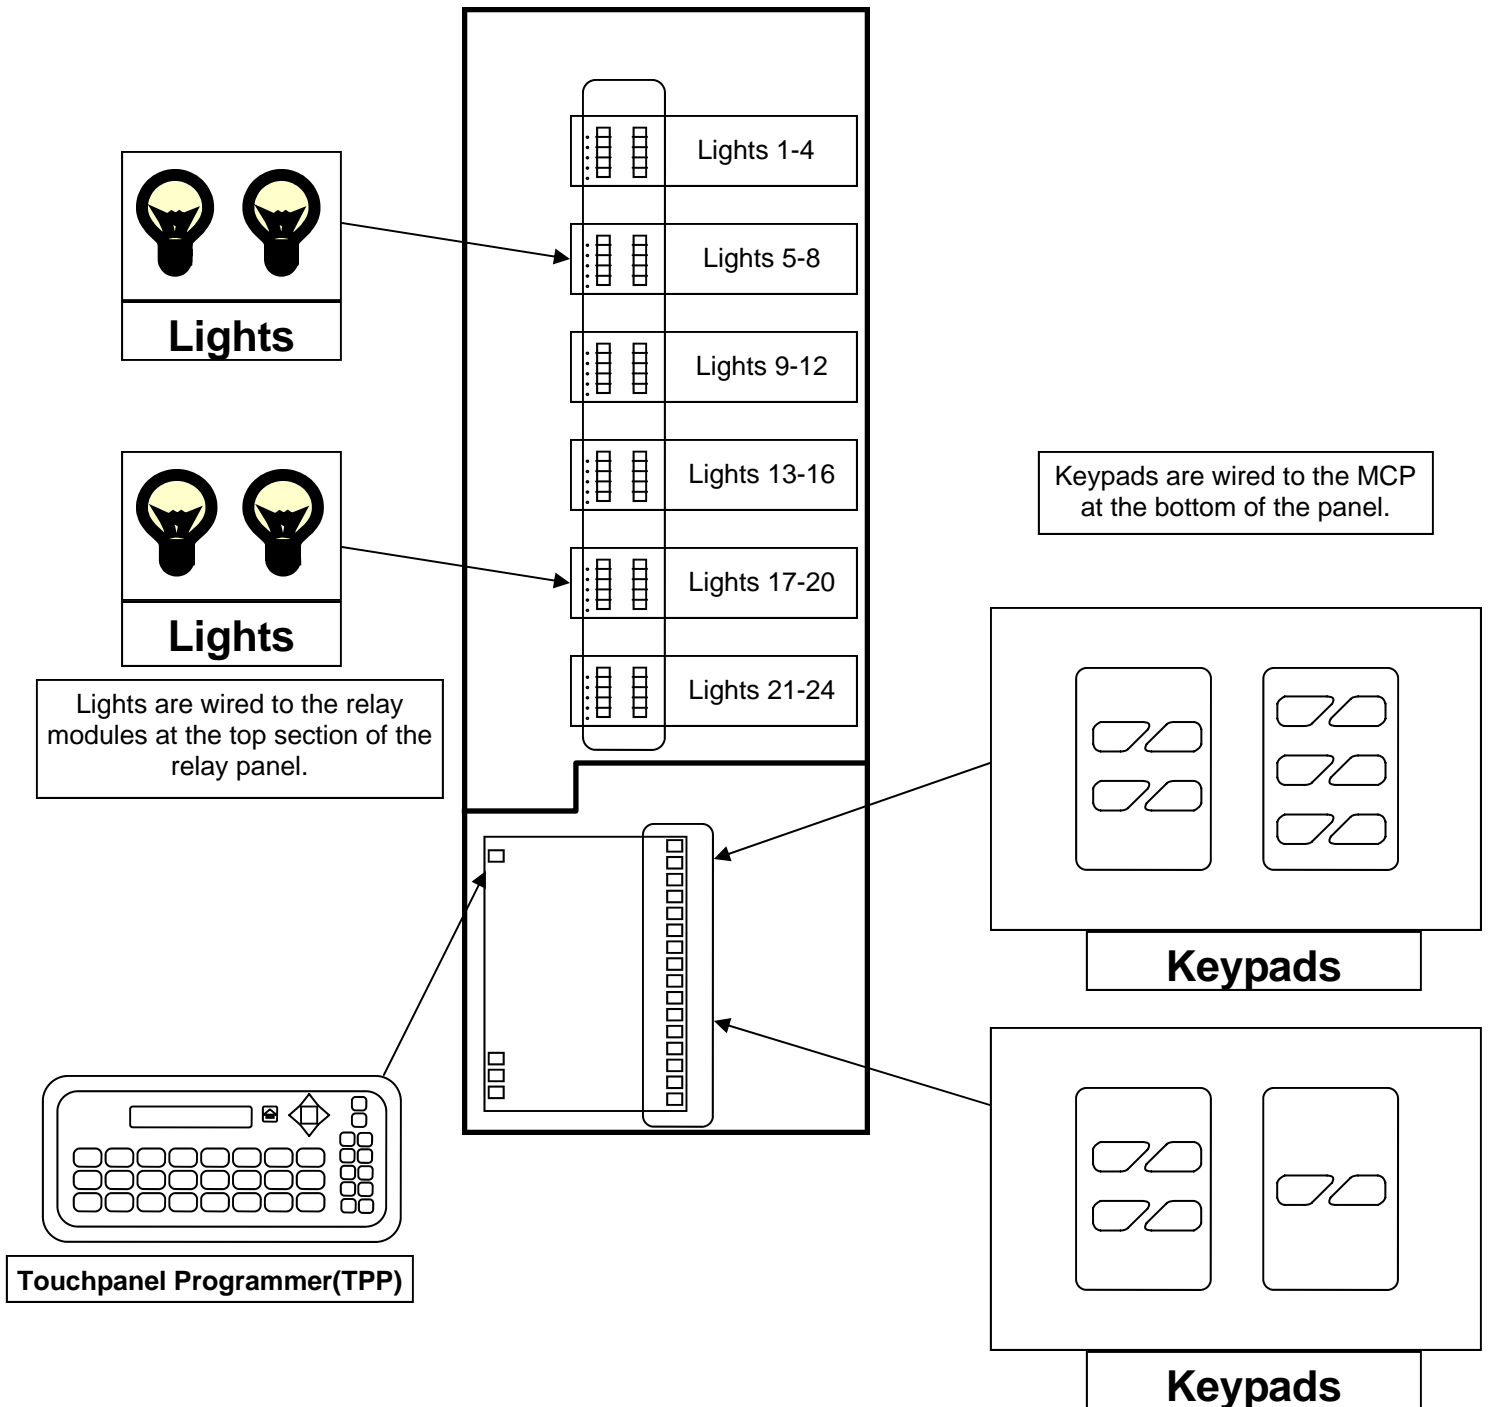 Lights 1-4
Lights 5-8
Lights 9-12
Lights 13-16
Lights 17-20
Lights 21-24
Lights
Lights
Lights are wired to the relay
modules at the top section of the
relay panel.
Keypads are wired to the MCP
at the bottom of the panel.
Keypads
Keypads
Touchpanel Programmer(TPP)